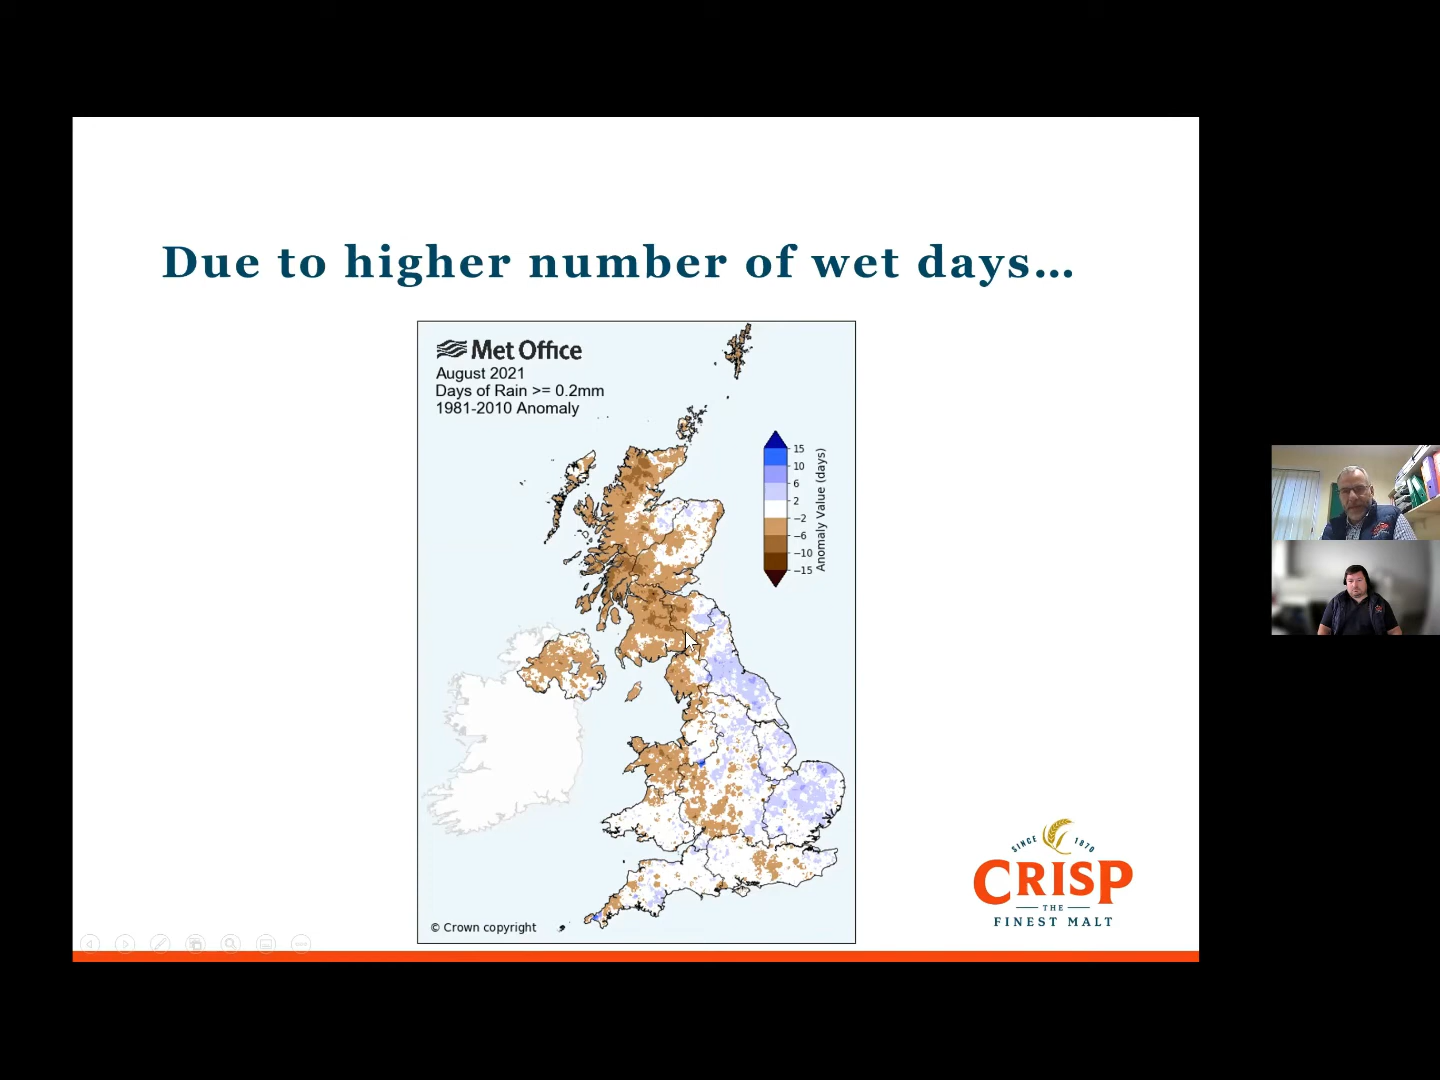 Due to higher number of wet days...
Met Office
August 2021
Days of Rain >= 0.2mm
1981-2010 Anomaly
15
10
6
2
−2
−6
−10
−15
Anomaly Value (days)
© Crown copyright
SINCE 1870
CRISP
THE
FINEST MALT